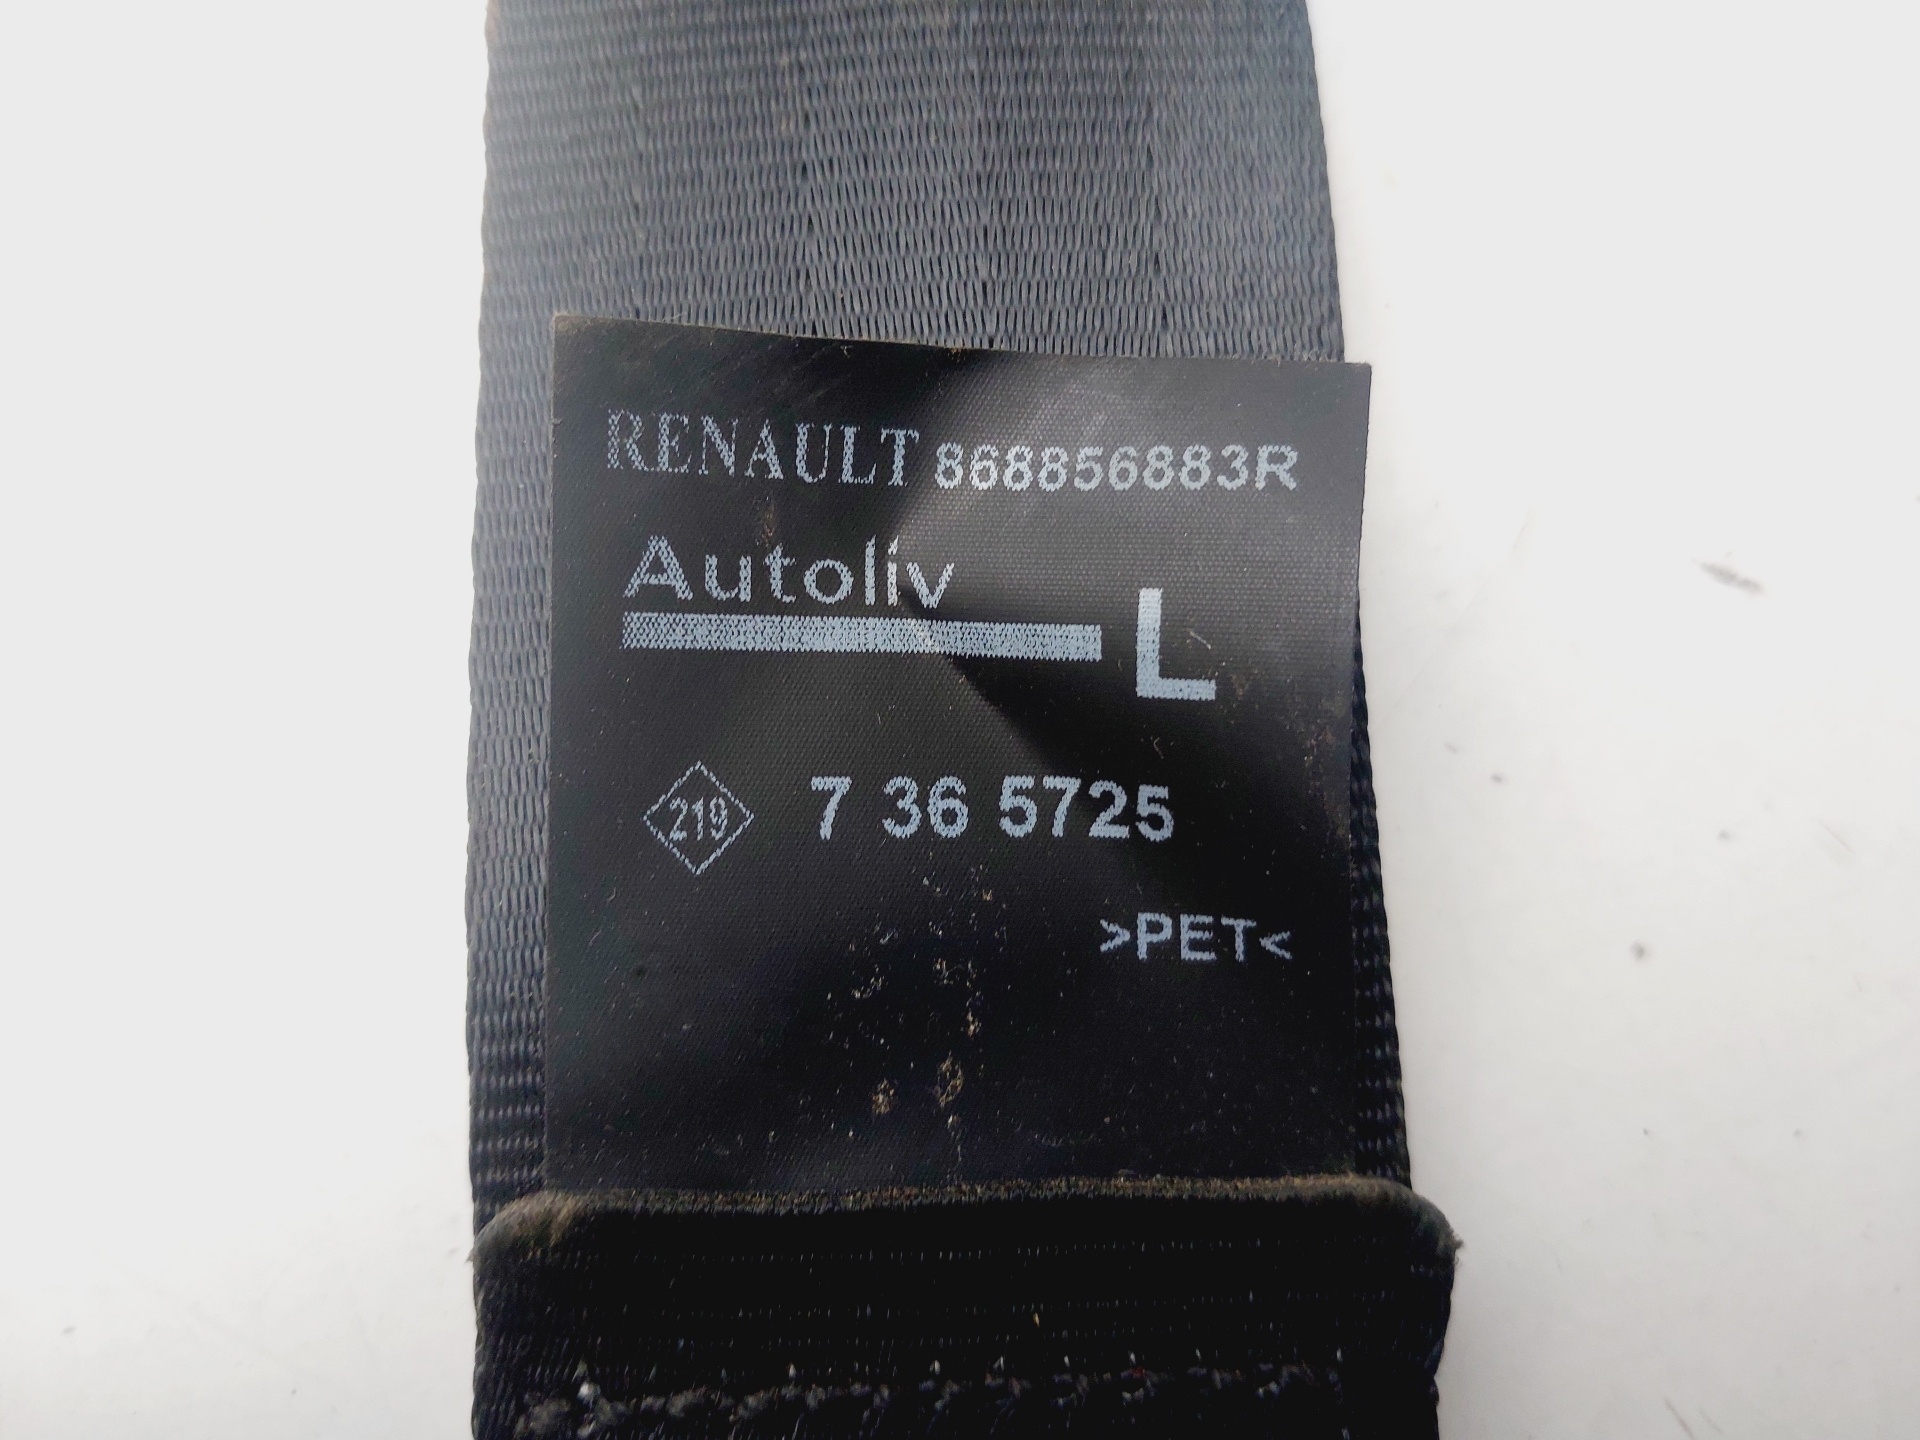 RENAULT 868856883R
Autoliv
L
219 7 36 5725
>PET<